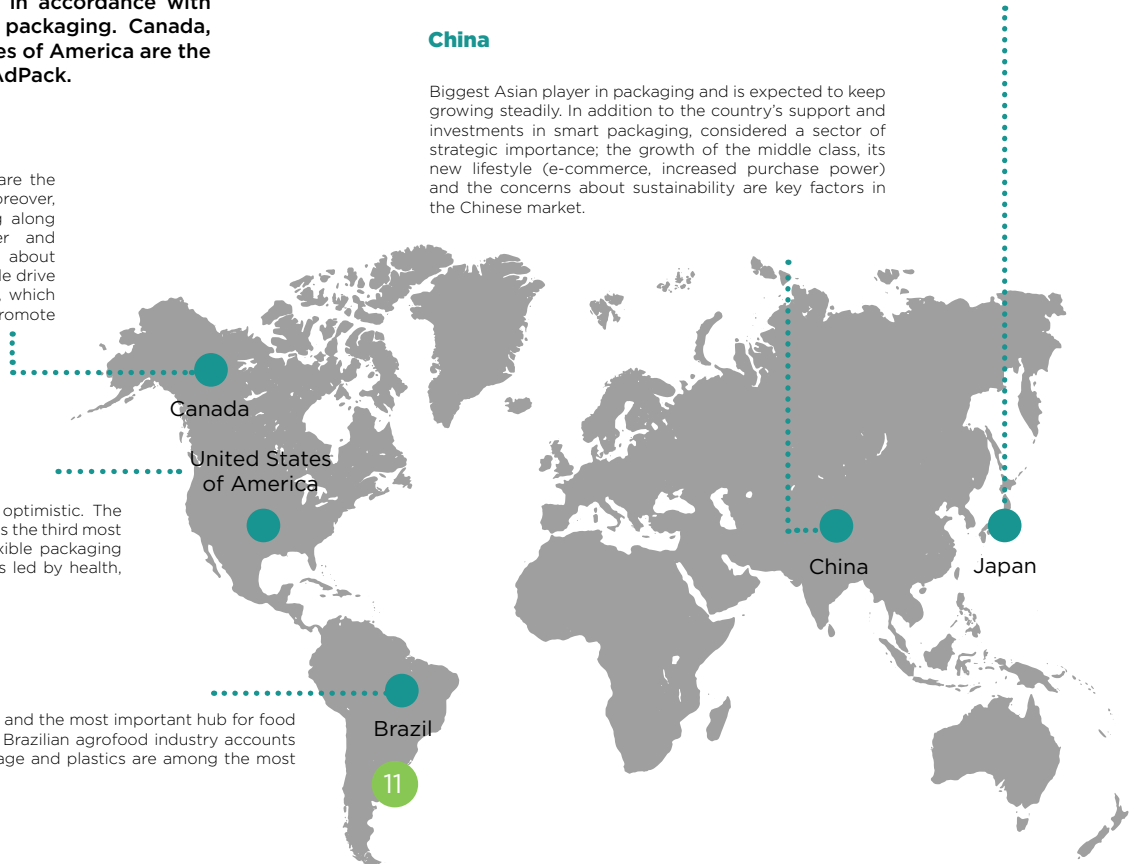 in accordance with
packaging. Canada,
es of America are the
AdPack.
China
Biggest Asian player in packaging and is expected to keep
growing steadily. In addition to the country's support and
investments in smart packaging, considered a sector of
strategic importance; the growth of the middle class, its
new lifestyle (e-commerce, increased purchase power)
and the concerns about sustainability are key factors in
the Chinese market.
are the
oreover,
g along
er and
about
le drive
, which
romote
Canada
United States
of America
optimistic. The
s the third most
xible packaging
s led by health,
China
Japan
and the most important hub for food
Brazilian agrofood industry accounts
age and plastics are among the most
Brazil
11